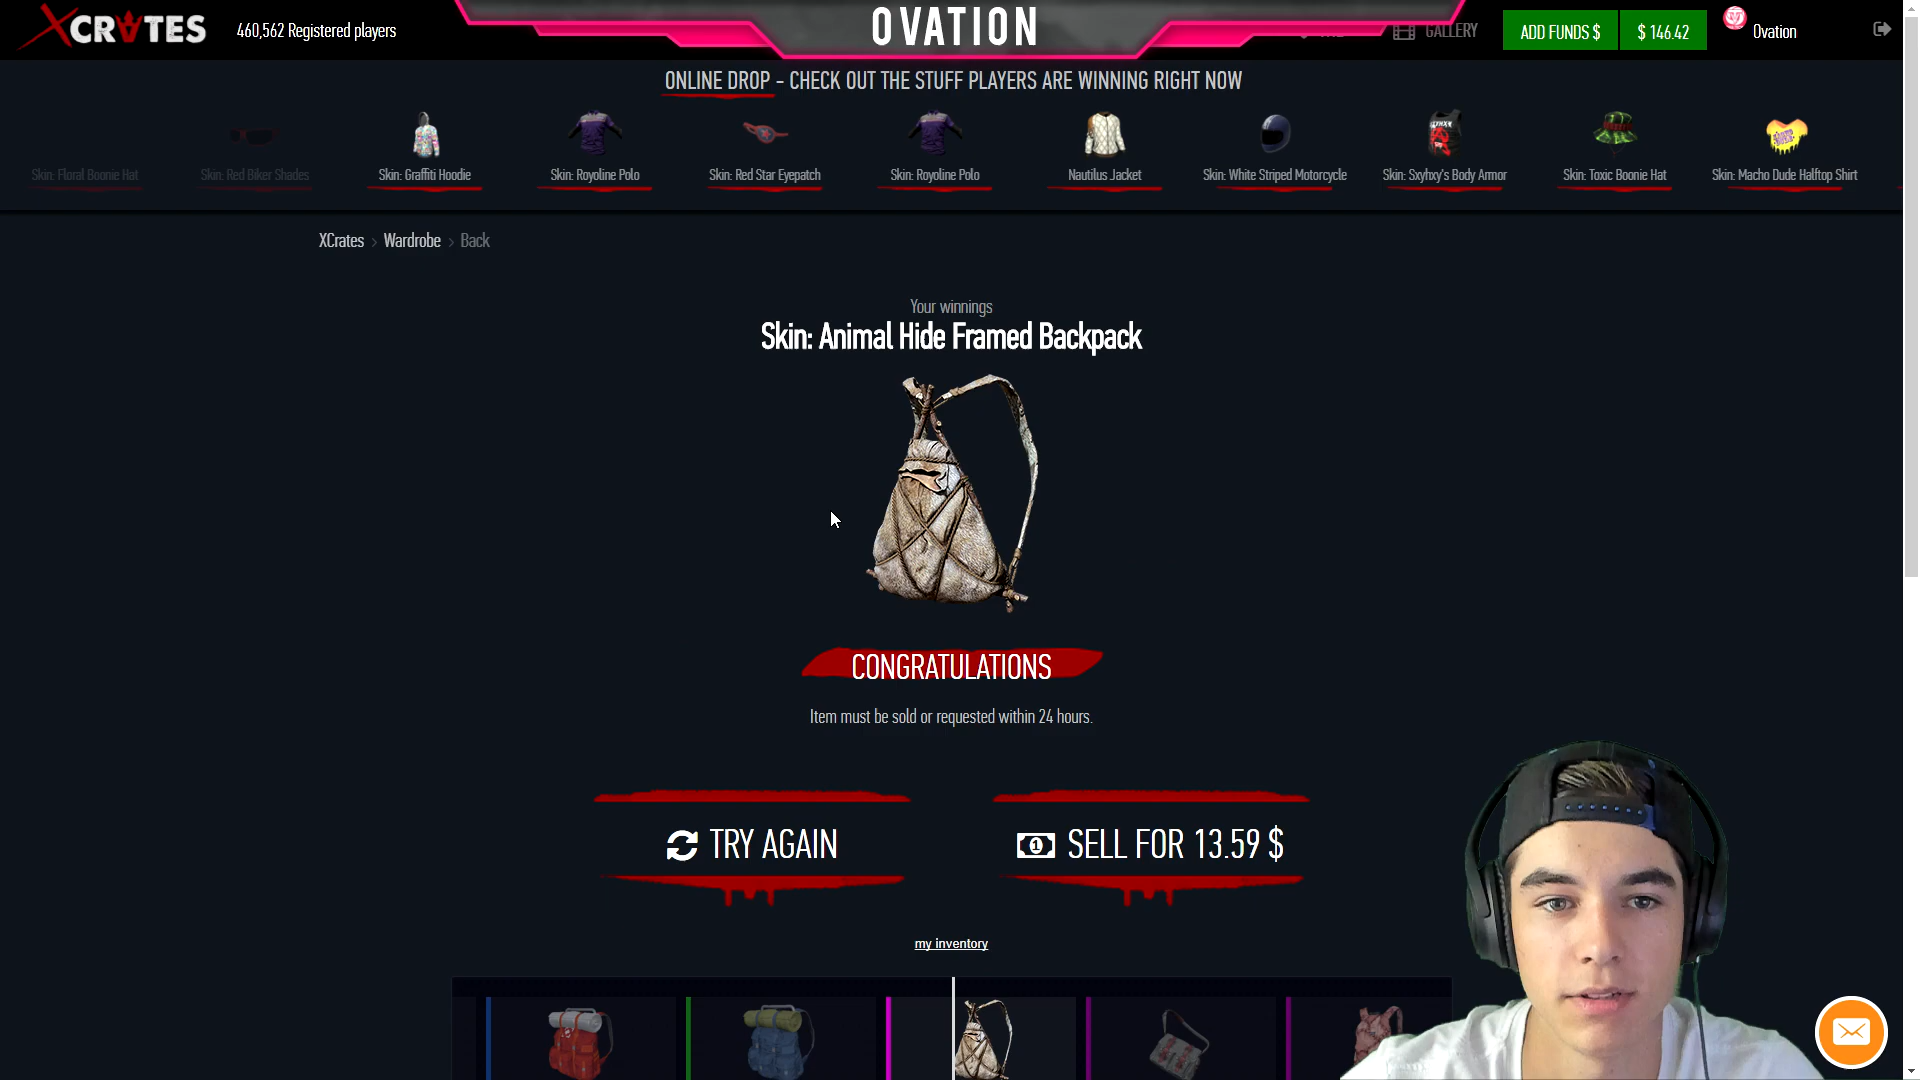 XCRATES
460,562 Registered players
OVATION
GALLERY
ADD FUNDS $
$ 146.42
Ovation
ONLINE DROP - CHECK OUT THE STUFF PLAYERS ARE WINNING RIGHT NOW
Skin: Floral Boonie Hat
Skin: Red Biker Shades
Skin: Graffiti Hoodie
Skin: Royoline Polo
Skin: Red Star Eyepatch
Skin: Royoline Polo
Nautilus Jacket
Skin: White Striped Motorcycle
Skin: Sxyhxy's Body Armor
Skin: Toxic Boonie Hat
Skin: Macho Dude Halftop Shirt
XCrates > Wardrobe > Back
Your winnings
Skin: Animal Hide Framed Backpack
CONGRATULATIONS
Item must be sold or requested within 24 hours.
TRY AGAIN
SELL FOR 13.59 $
my inventory